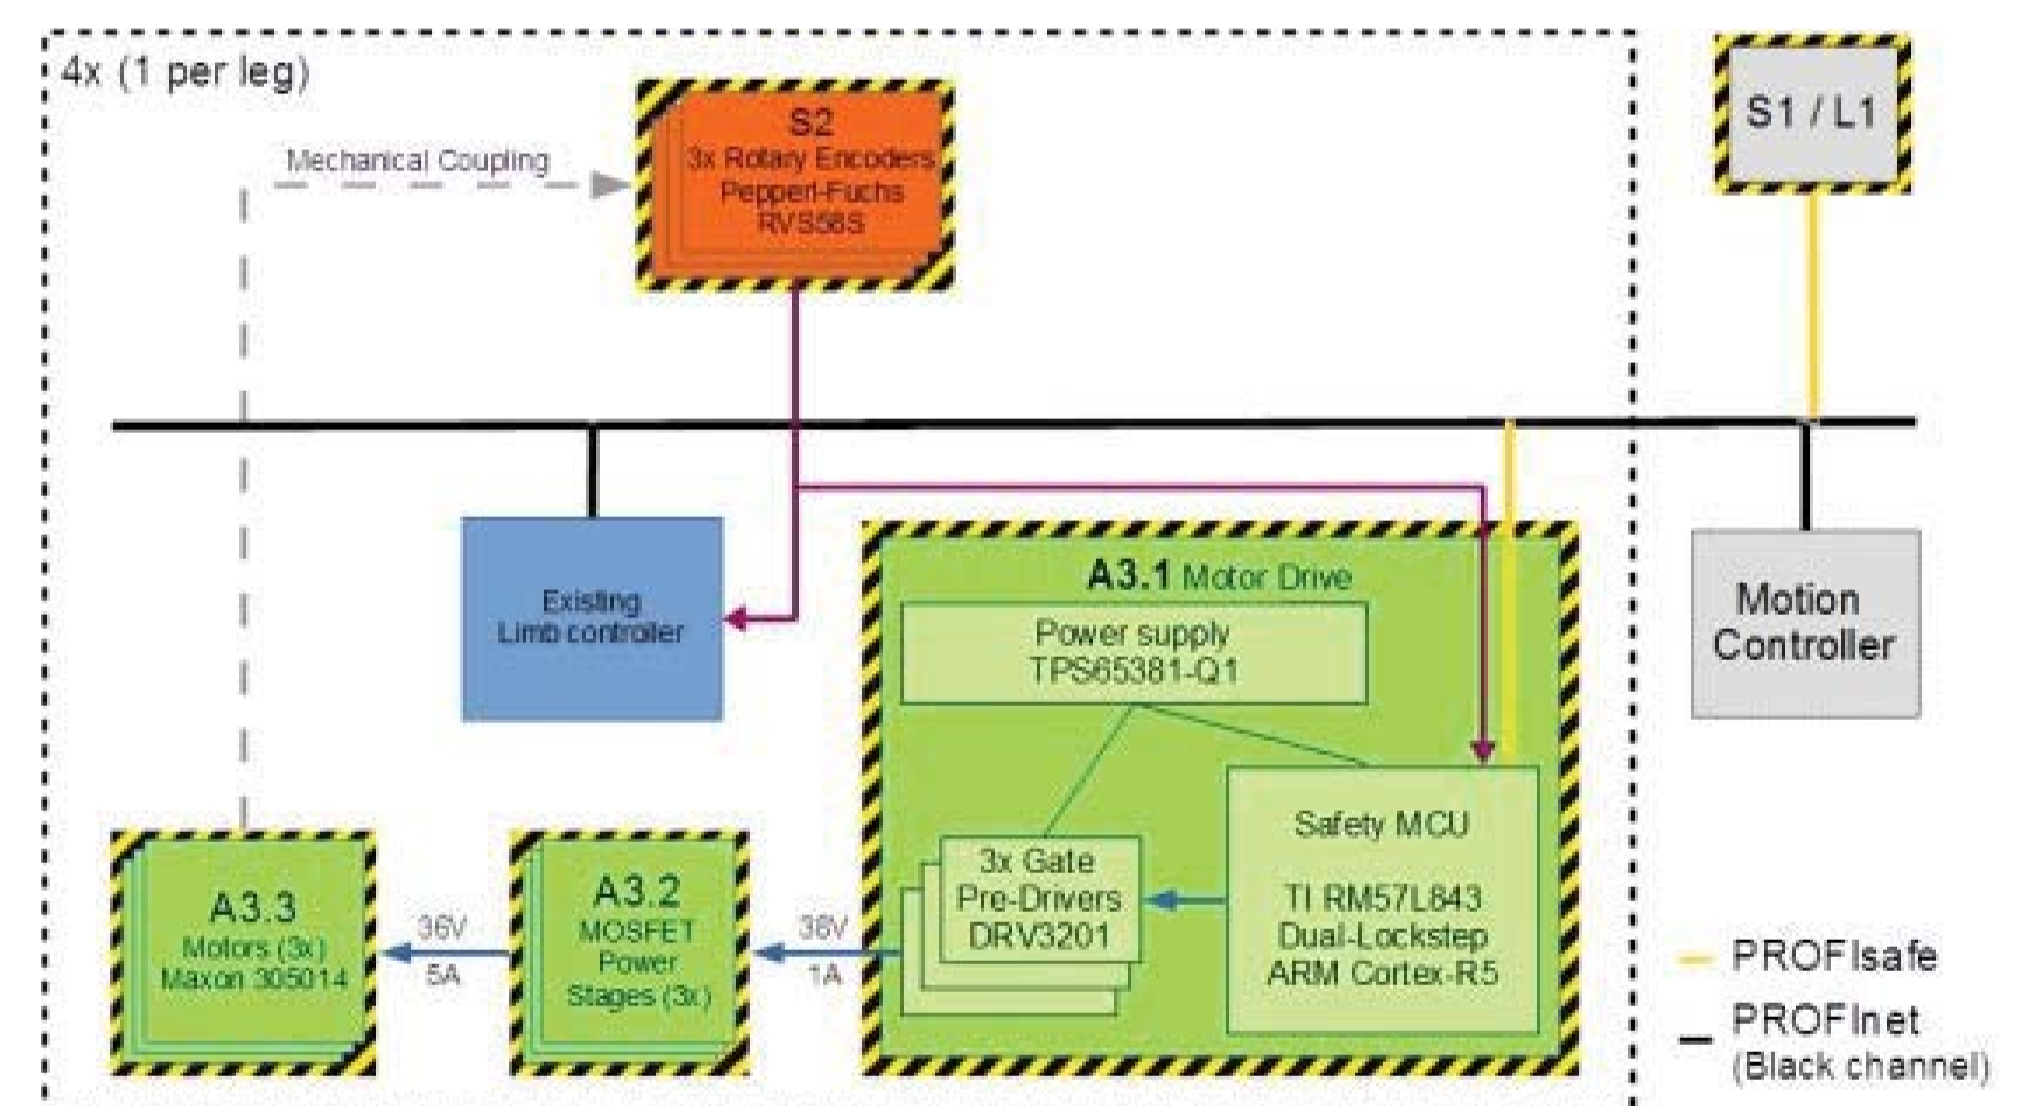 4x (1 per leg)
Mechanical Coupling
S2
3x Rotary Encoders
Pepperl-Fuchs
RVS58S
S1 / L1
Existing
Limb controller
A3.1 Motor Drive
Power supply
TPS65381-Q1
Motion
Controller
Safety MCU
TI RM57L843
Dual-Lockstep
ARM Cortex-R5
3x Gate
Pre-Drivers
DRV3201
36V
1A
A3.2
MOSFET
Power
Stages (3x)
36V
5A
A3.3
Motors (3x)
Maxon 305014
PROFIsafe
PROFInet
(Black channel)